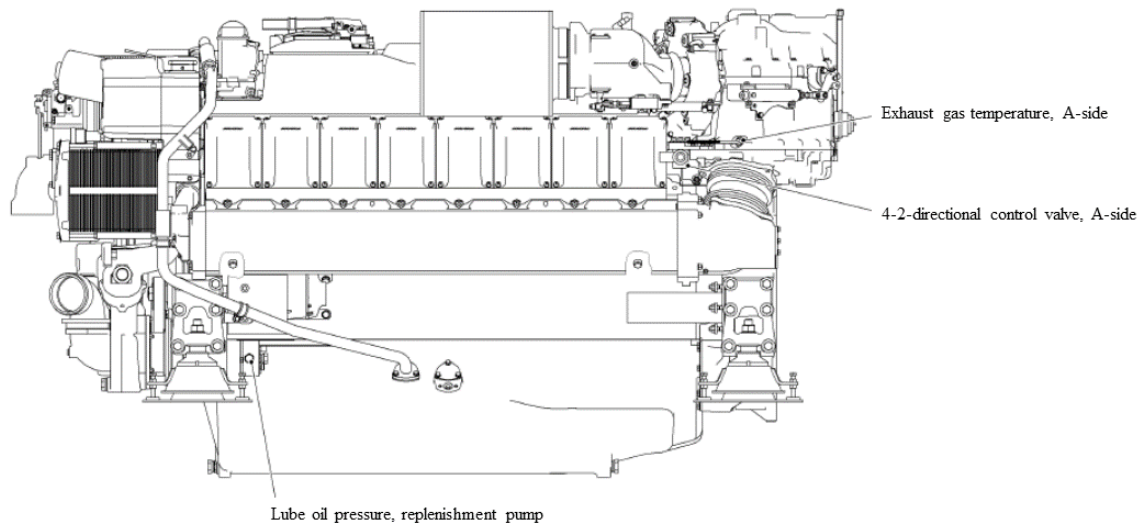 Exhaust gas temperature, A-side
4-2-directional control valve, A-side
Lube oil pressure, replenishment pump